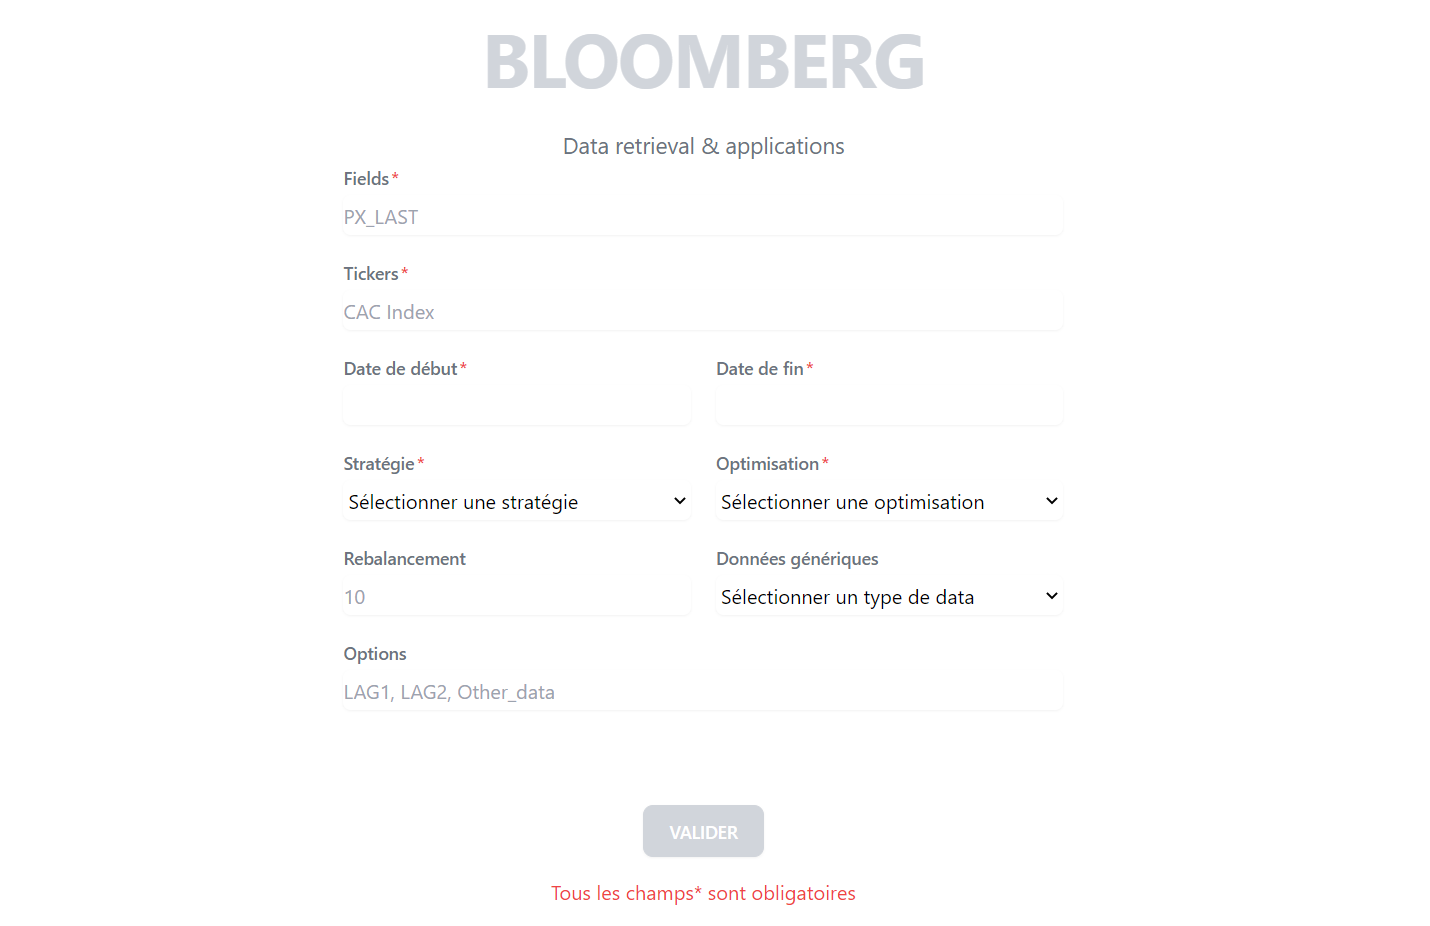 BLOOMBERG
Data retrieval & applications
Fields*
PX_LAST
Tickers*
CAC Index
Date de début* Date de fin*
Stratégie* Optimisation*
Sélectionner une stratégie Sélectionner une optimisation
Rebalancement Données génériques
10 Sélectionner un type de data
Options
LAG1, LAG2, Other_data
VALIDER
Tous les champs* sont obligatoires